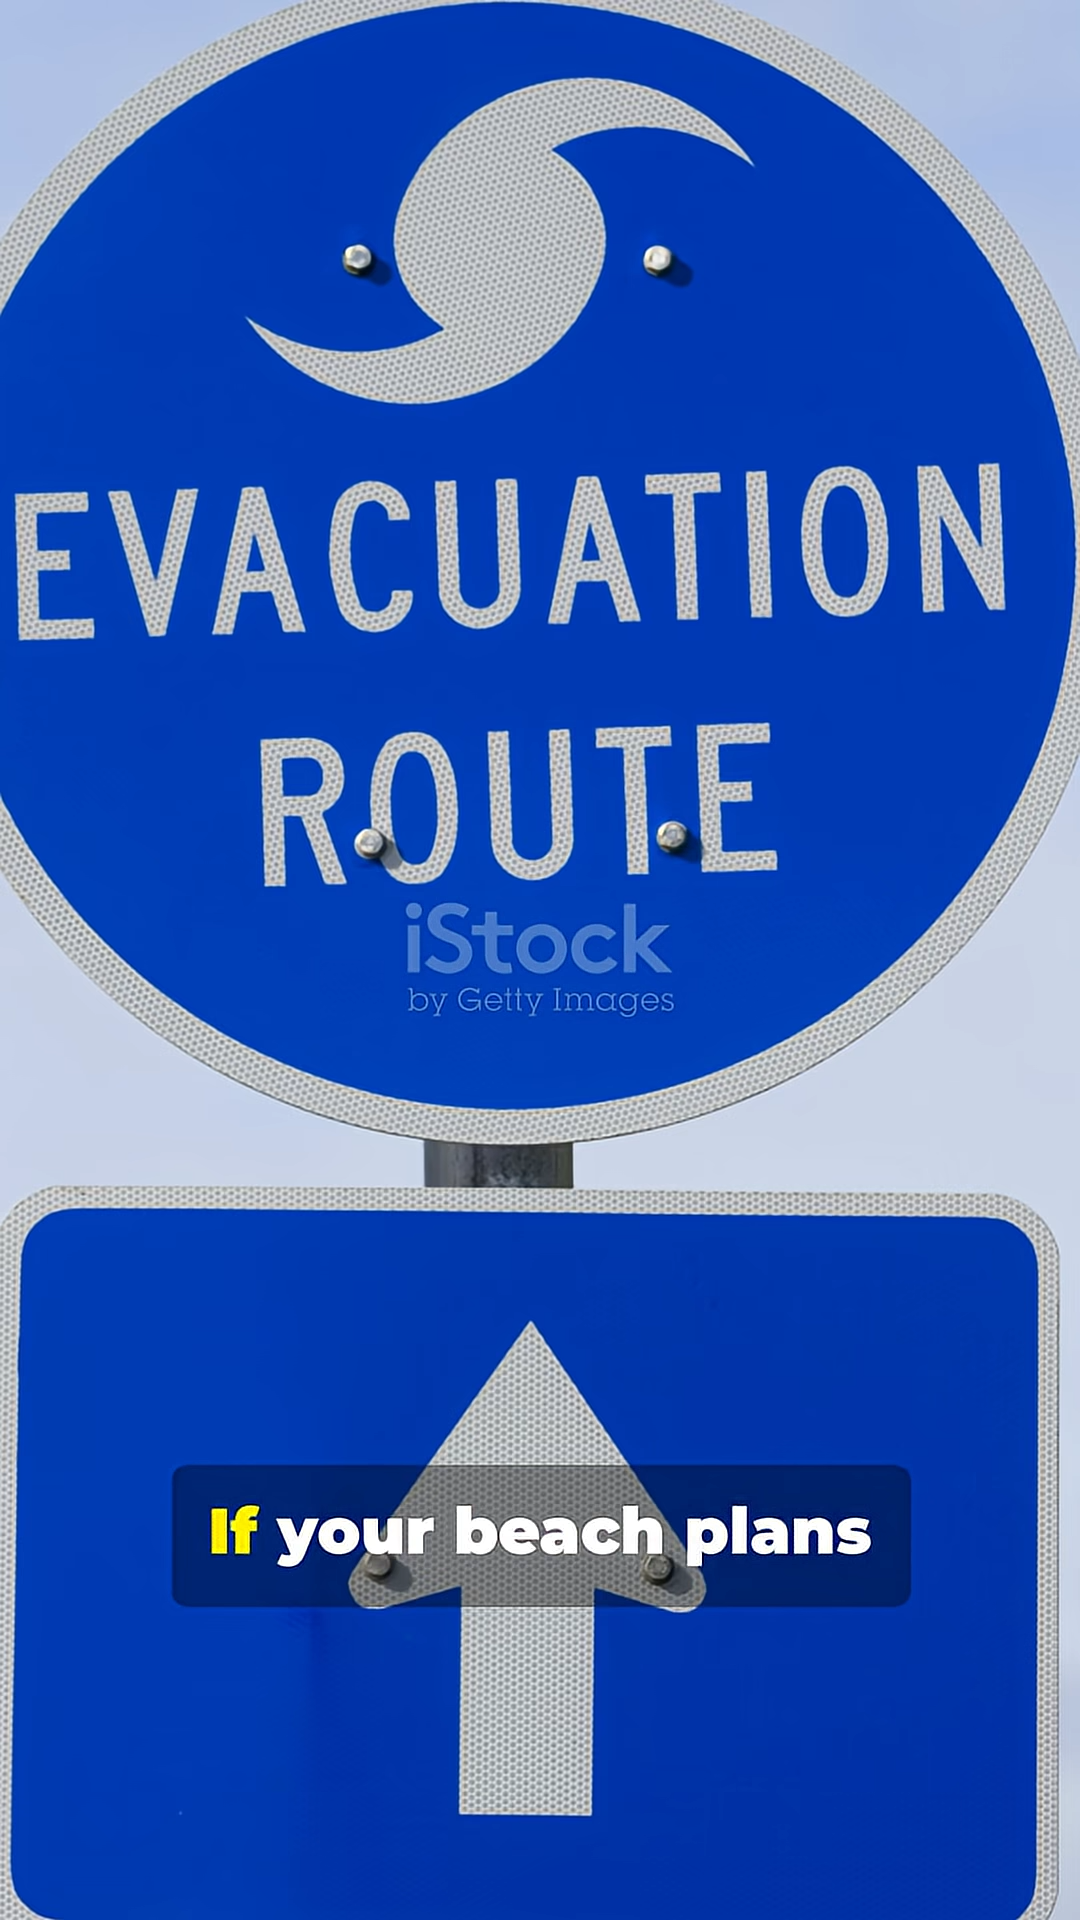 EVACUATION
ROUTE
iStock
by Getty Images
If your beach plans